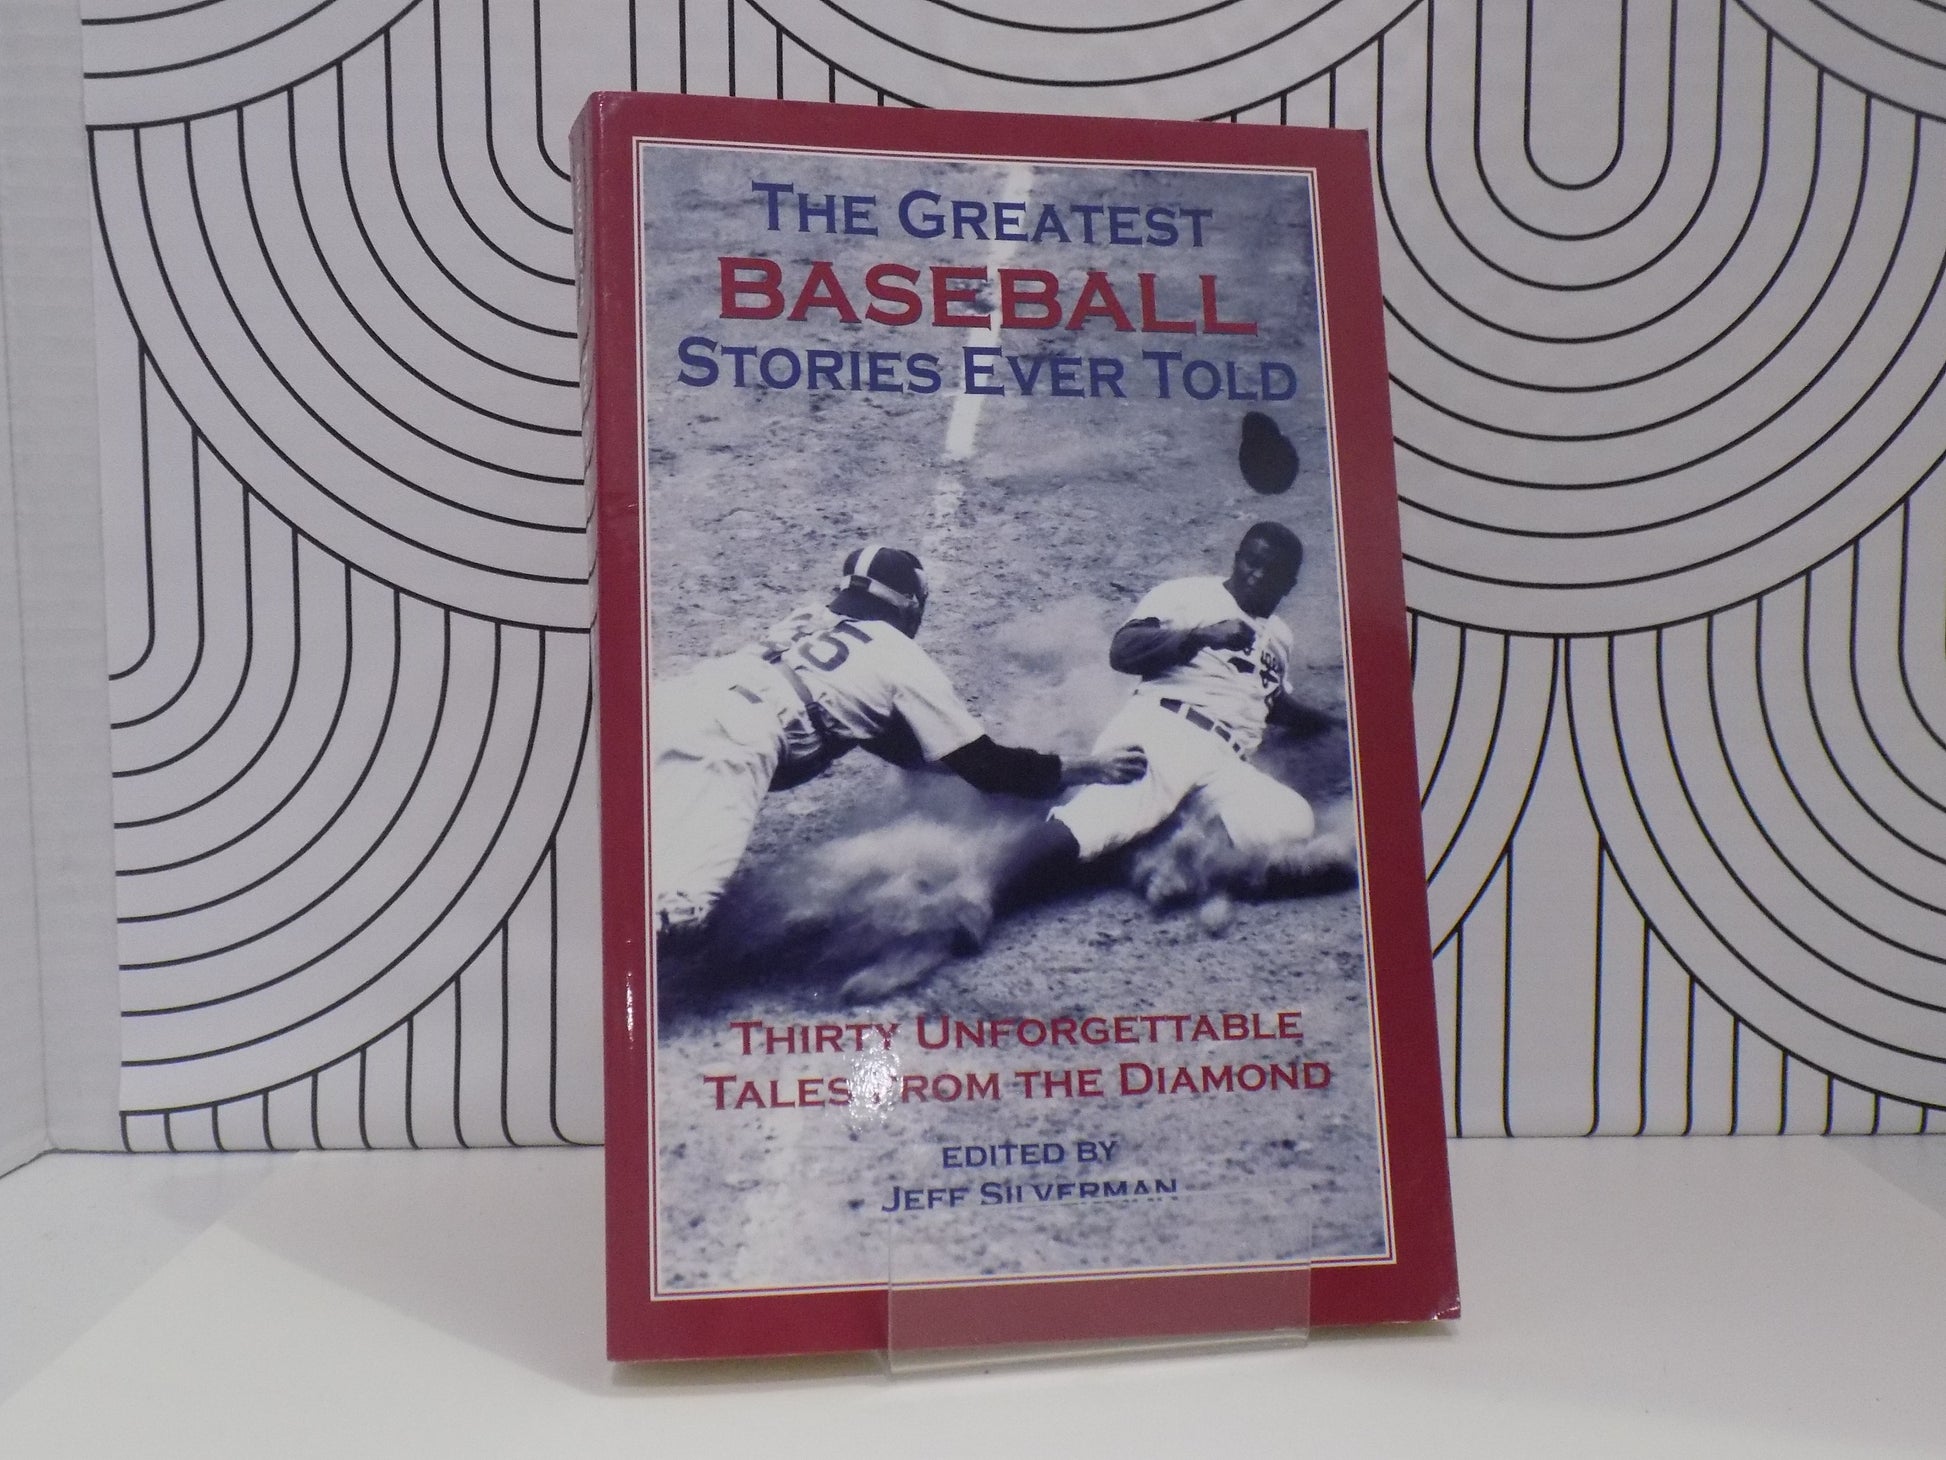 THE GREATEST
BASEBALL
STORIES EVER TOLD
THIRTY UNFORGETTABLE
TALES FROM THE DIAMOND
EDITED BY
JEFF SILVERMAN